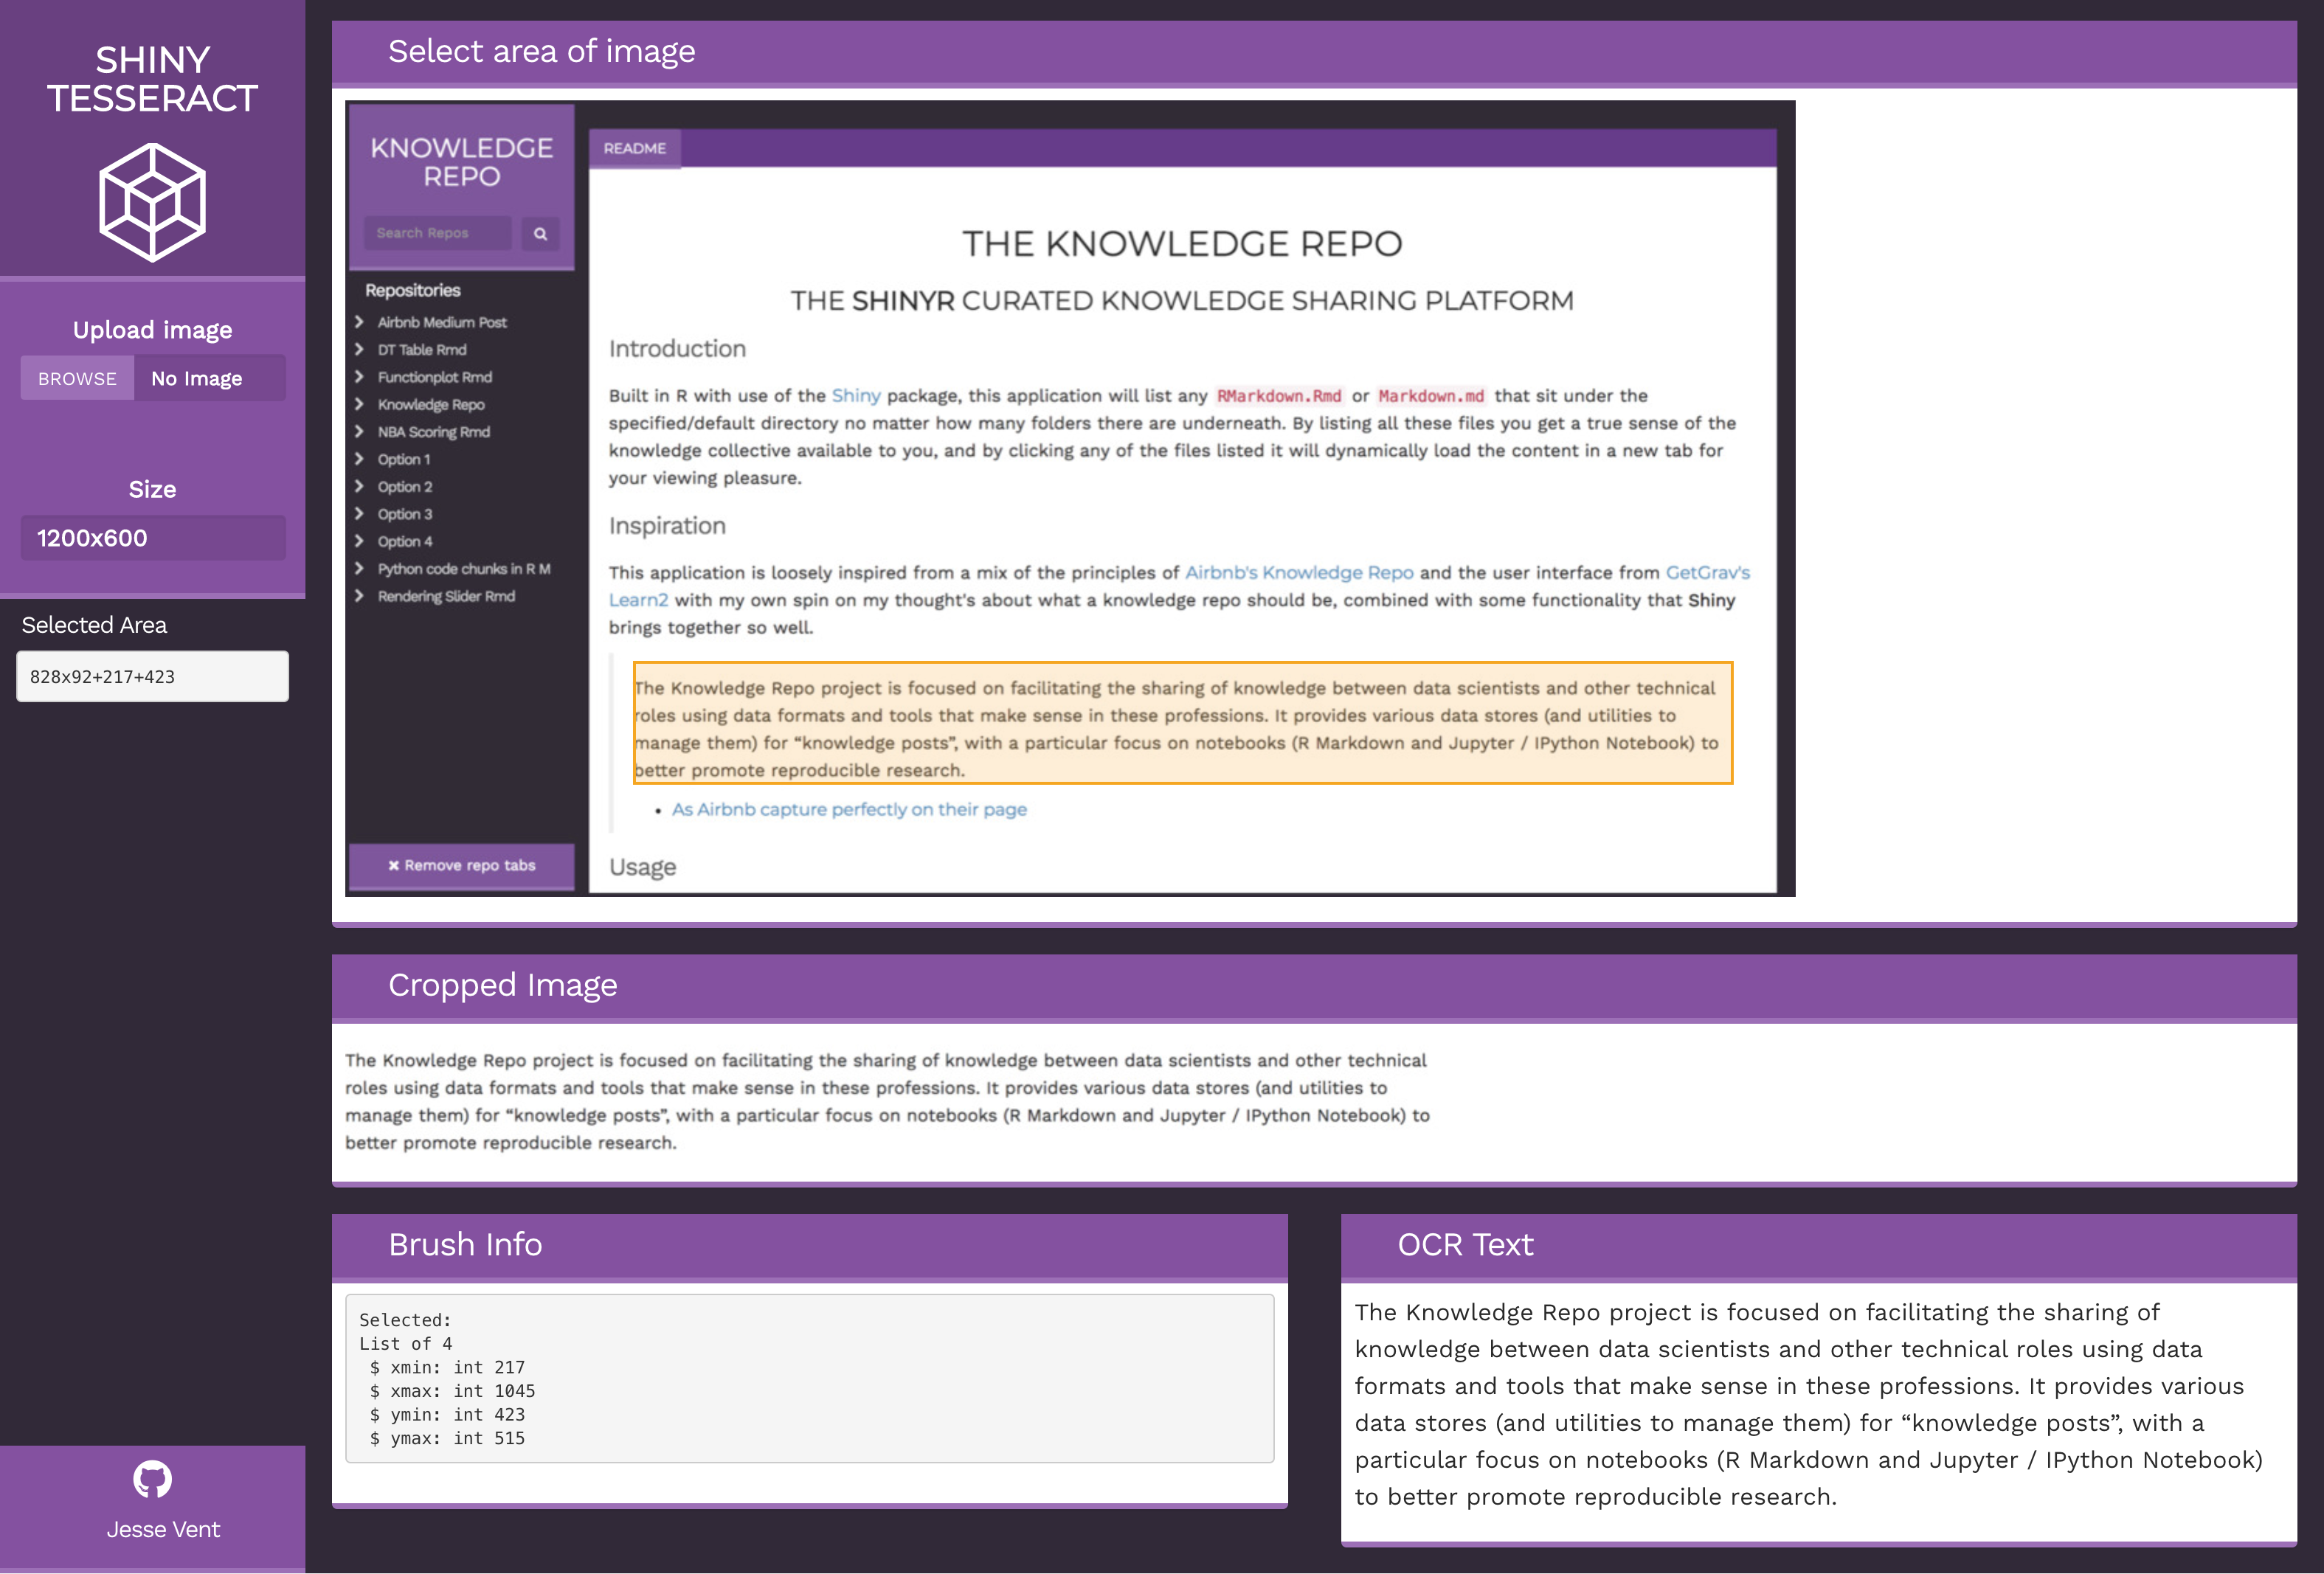 SHINY
TESSERACT
Upload image
BROWSE No Image
Size
1200x600
Selected Area
828x92+217+423
Jesse Vent
Select area of image
KNOWLEDGE
REPO
Search Repos
Repositories
Airbnb Medium Post
DT Table Rmd
Functionplot Rmd
Knowledge Repo
NBA Scoring Rmd
Option 1
Option 2
Option 3
Option 4
Python code chunks in R M
Rendering Slider Rmd
✖ Remove repo tabs
README
THE KNOWLEDGE REPO
THE SHINYR CURATED KNOWLEDGE SHARING PLATFORM
Introduction
Built in R with use of the Shiny package, this application will list any RMarkdown.Rmd or Markdown.md that sit under the
specified/default directory no matter how many folders there are underneath. By listing all these files you get a true sense of the
knowledge collective available to you, and by clicking any of the files listed it will dynamically load the content in a new tab for
your viewing pleasure.
Inspiration
This application is loosely inspired from a mix of the principles of Airbnb's Knowledge Repo and the user interface from GetGrav's
Learn2 with my own spin on my thought's about what a knowledge repo should be, combined with some functionality that Shiny
brings together so well.
The Knowledge Repo project is focused on facilitating the sharing of knowledge between data scientists and other technical
roles using data formats and tools that make sense in these professions. It provides various data stores (and utilities to
manage them) for “knowledge posts”, with a particular focus on notebooks (R Markdown and Jupyter / IPython Notebook) to
better promote reproducible research.
• As Airbnb capture perfectly on their page
Usage
Cropped Image
The Knowledge Repo project is focused on facilitating the sharing of knowledge between data scientists and other technical
roles using data formats and tools that make sense in these professions. It provides various data stores (and utilities to
manage them) for “knowledge posts”, with a particular focus on notebooks (R Markdown and Jupyter / IPython Notebook) to
better promote reproducible research.
Brush Info
Selected:
List of 4
$ xmin: int 217
$ xmax: int 1045
$ ymin: int 423
$ ymax: int 515
OCR Text
The Knowledge Repo project is focused on facilitating the sharing of
knowledge between data scientists and other technical roles using data
formats and tools that make sense in these professions. It provides various
data stores (and utilities to manage them) for “knowledge posts”, with a
particular focus on notebooks (R Markdown and Jupyter / IPython Notebook)
to better promote reproducible research.